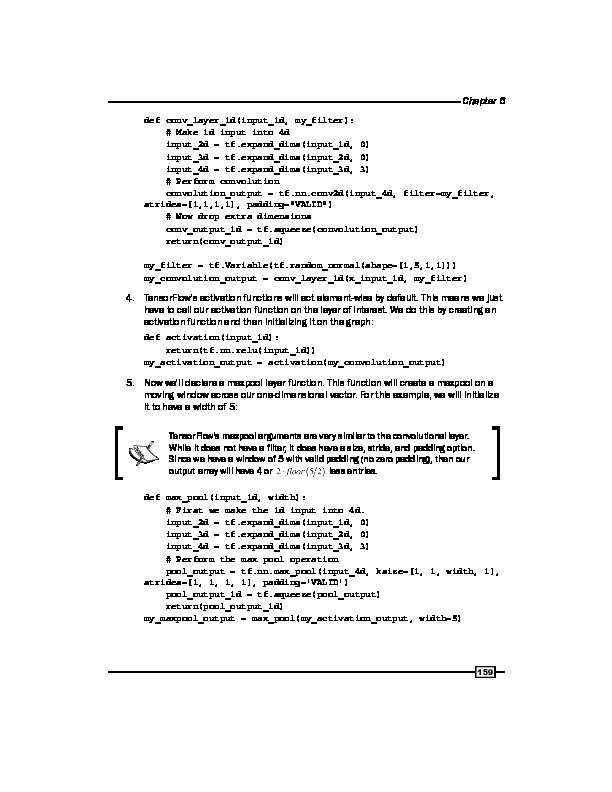 Chapter 6
def conv_layer_1d(input_1d, my_filter):
# Make 1d input into 4d
input_2d = tf.expand_dims(input_1d, 0)
input_3d = tf.expand_dims(input_2d, 0)
input_4d = tf.expand_dims(input_3d, 3)
# Perform convolution
convolution_output = tf.nn.conv2d(input_4d, filter=my_filter,
strides=[1,1,1,1], padding="VALID")
# Now drop extra dimensions
conv_output_1d = tf.squeeze(convolution_output)
return(conv_output_1d)
my_filter = tf.Variable(tf.random_normal(shape=[1,5,1,1]))
my_convolution_output = conv_layer_1d(x_input_1d, my_filter)
4. TensorFlow's activation functions will act element-wise by default. This means we just
have to call our activation function on the layer of interest. We do this by creating an
activation function and then initializing it on the graph:
def activation(input_1d):
return(tf.nn.relu(input_1d))
my_activation_output = activation(my_convolution_output)
5. Now we'll declare a maxpool layer function. This function will create a maxpool on a
moving window across our one-dimensional vector. For this example, we will initialize
it to have a width of 5:
TensorFlow's maxpool arguments are very similar to the convolutional layer.
While it does not have a filter, it does have a size, stride, and padding option.
Since we have a window of 5 with valid padding (no zero padding), then our
output array will have 4 or 2·floor(5/2) less entries.
def max_pool(input_1d, width):
# First we make the 1d input into 4d.
input_2d = tf.expand_dims(input_1d, 0)
input_3d = tf.expand_dims(input_2d, 0)
input_4d = tf.expand_dims(input_3d, 3)
# Perform the max pool operation
pool_output = tf.nn.max_pool(input_4d, ksize=[1, 1, width, 1],
strides=[1, 1, 1, 1], padding='VALID')
pool_output_1d = tf.squeeze(pool_output)
return(pool_output_1d)
my_maxpool_output = max_pool(my_activation_output, width=5)
159